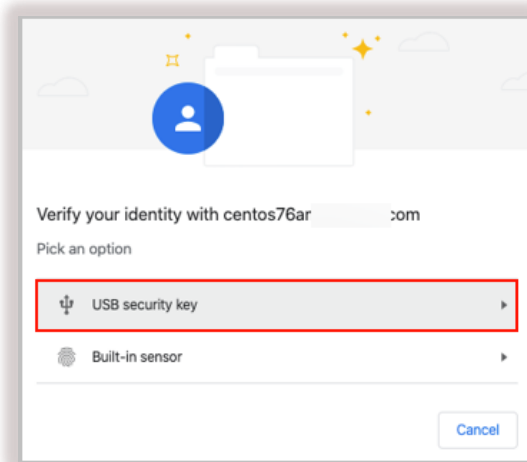 Verify your identity with centos76ar com
Pick an option
USB security key
Built-in sensor
Cancel